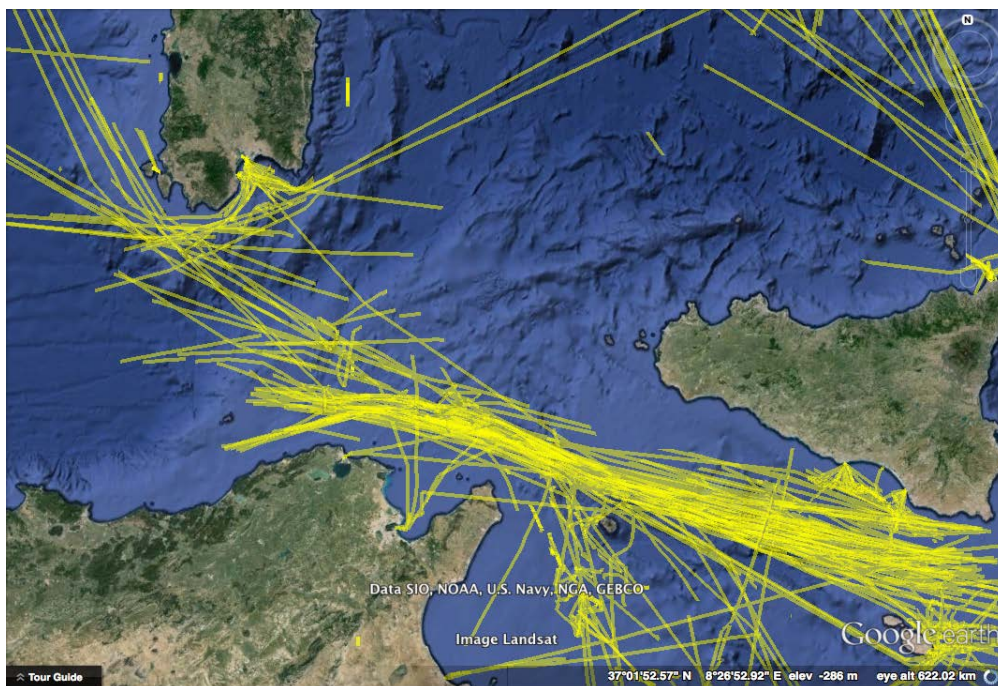 N
Data SIO, NOAA, U.S. Navy, NGA, GEBCO
Image Landsat
Google earth
Tour Guide
37°01'52.57" N 8°26'52.92" E elev -286 m eye alt 622.02 km